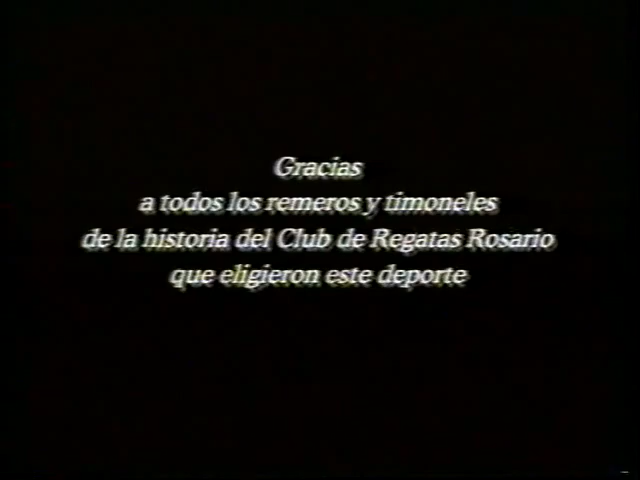 Gracias
a todos los remeros y timoneles
de la historia del Club de Regatas Rosario
que eligieron este deporte